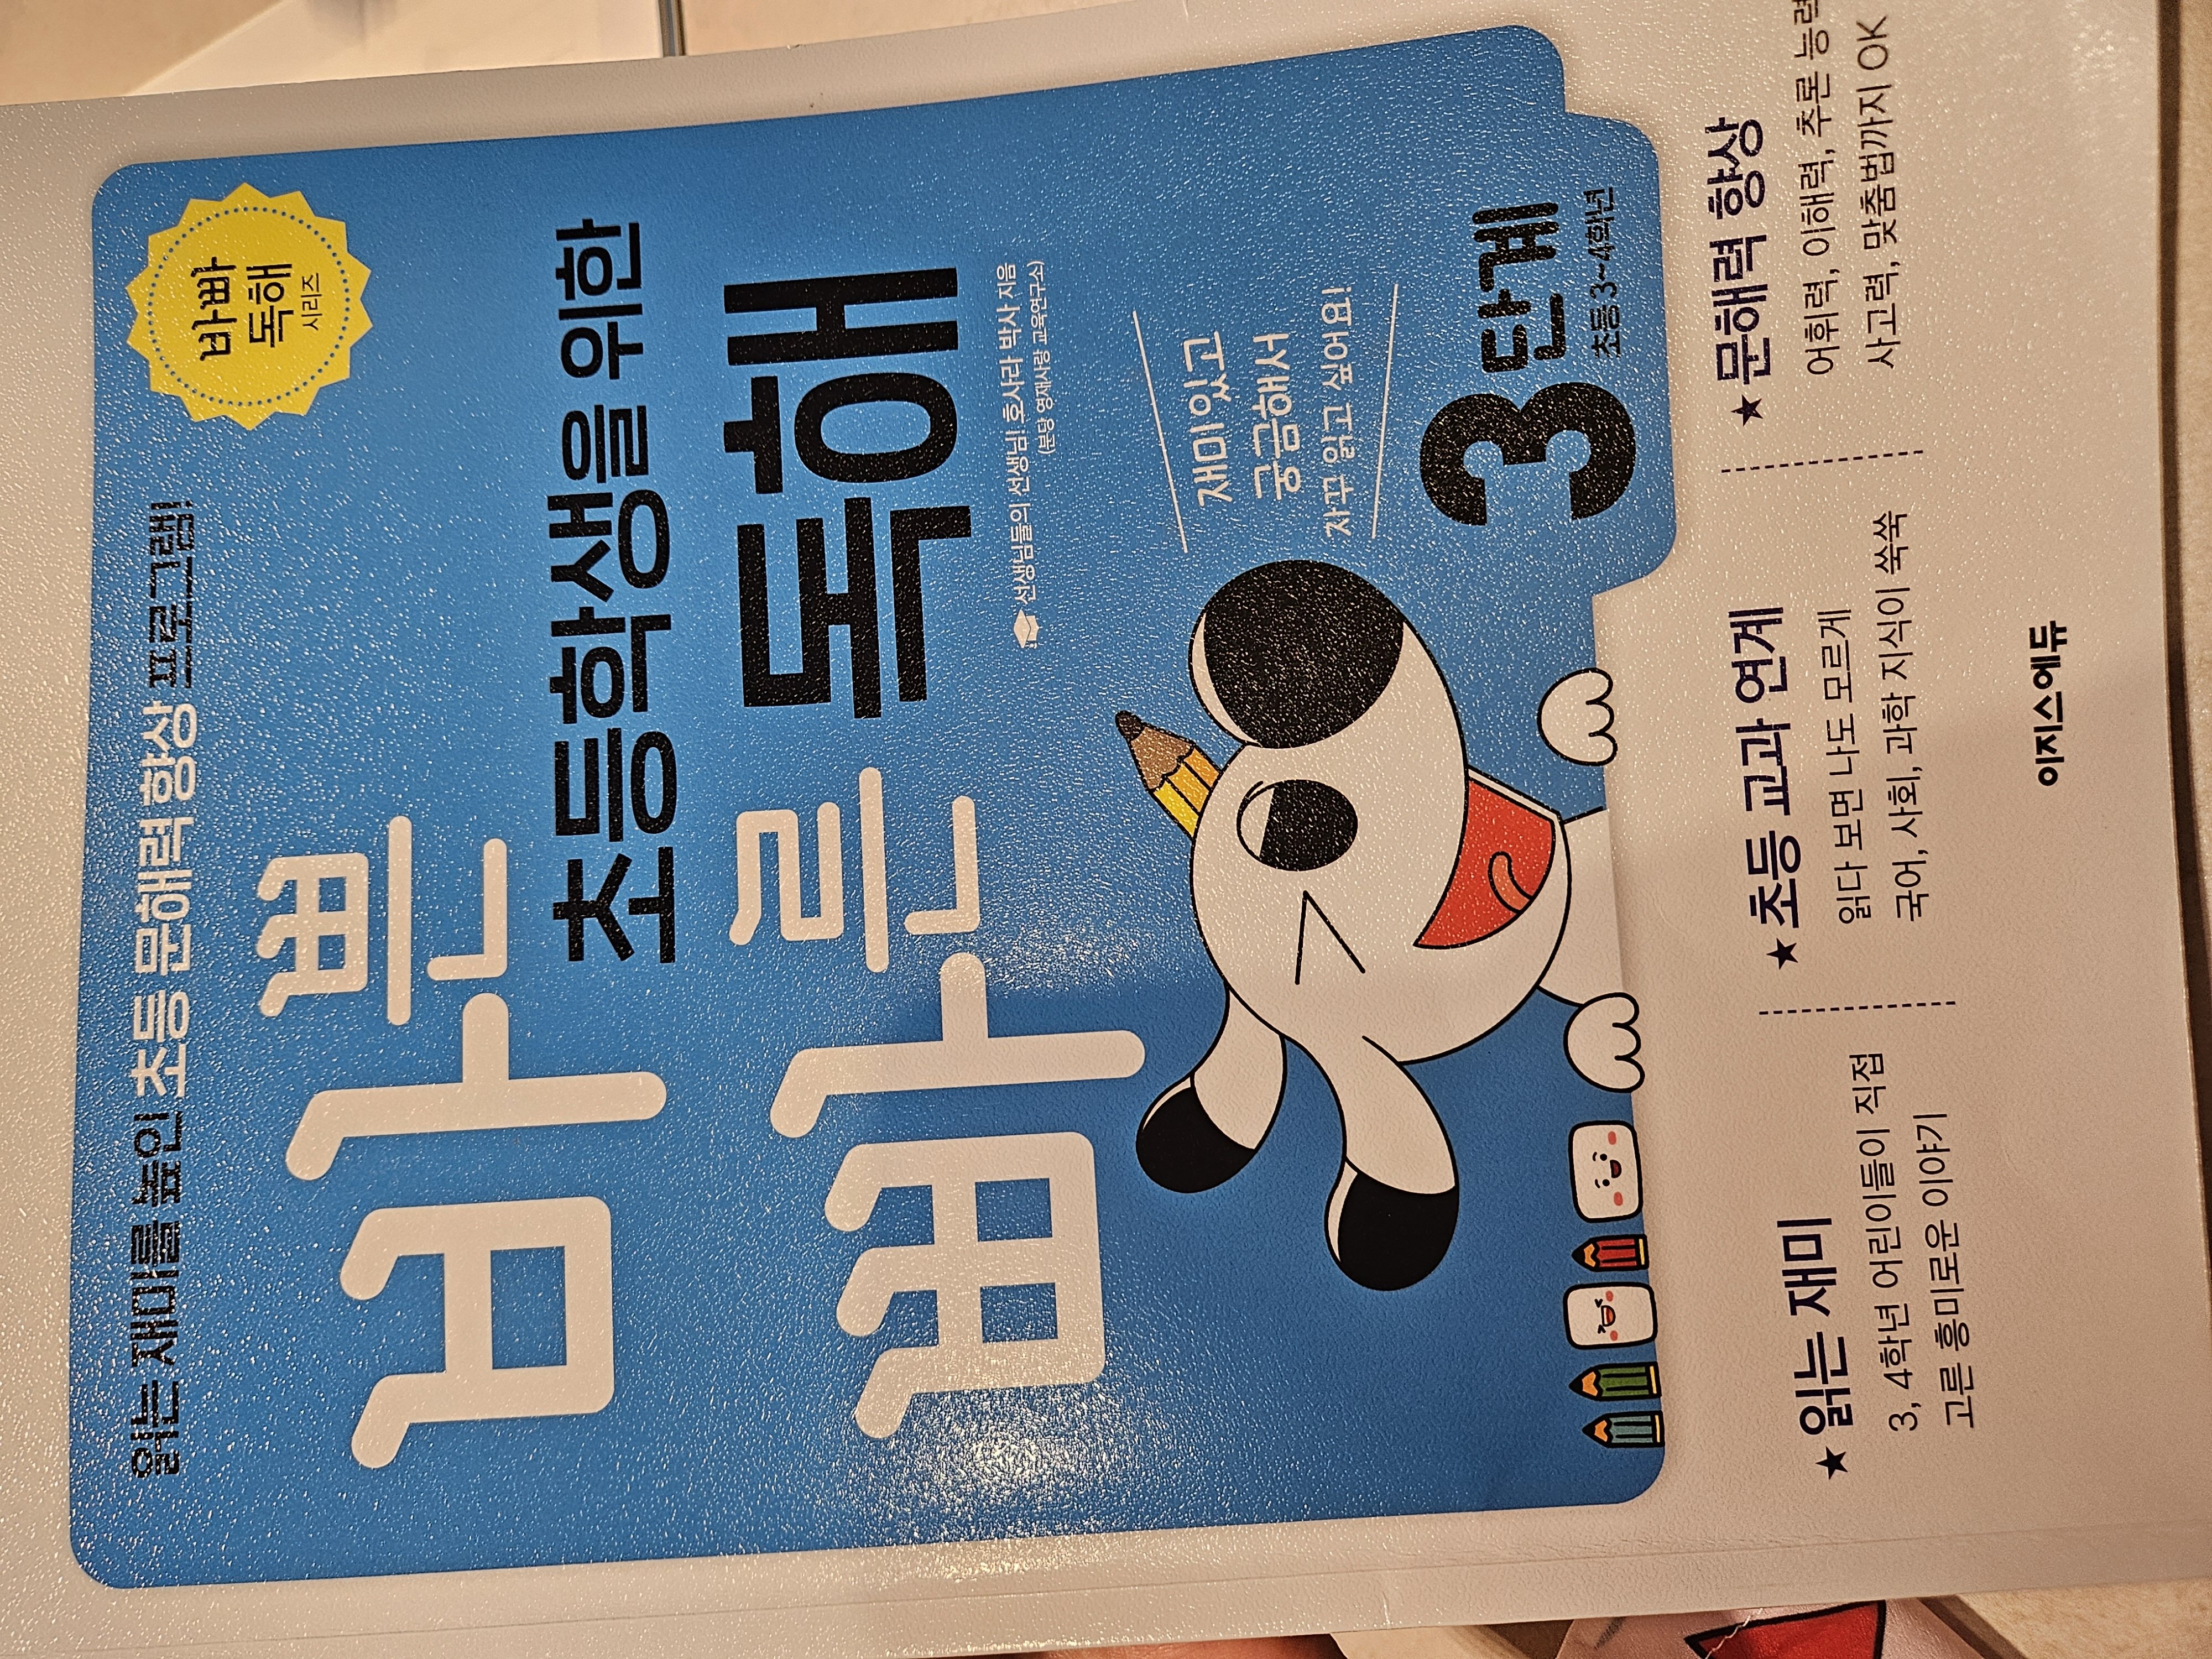 읽는 재미를 높인 초등 문해력 향상 프로그램!
바빠
독해
시리즈
바쁜
초등학생을 위한
빠른 독해
선생님들의 선생님! 호사라 박사 지음
(분당 영재사랑 교육연구소)
재미있고
궁금해서
자꾸 읽고 싶어요!
3단계
초등 3~4학년
★ 읽는 재미
3, 4학년 어린이들이 직접
고른 흥미로운 이야기
★ 초등 교과 연계
읽다 보면 나도 모르게
국어, 사회, 과학 지식이 쑥쑥
★ 문해력 향상
어휘력, 이해력, 추론 능력
사고력, 맞춤법까지 OK
이지스에듀